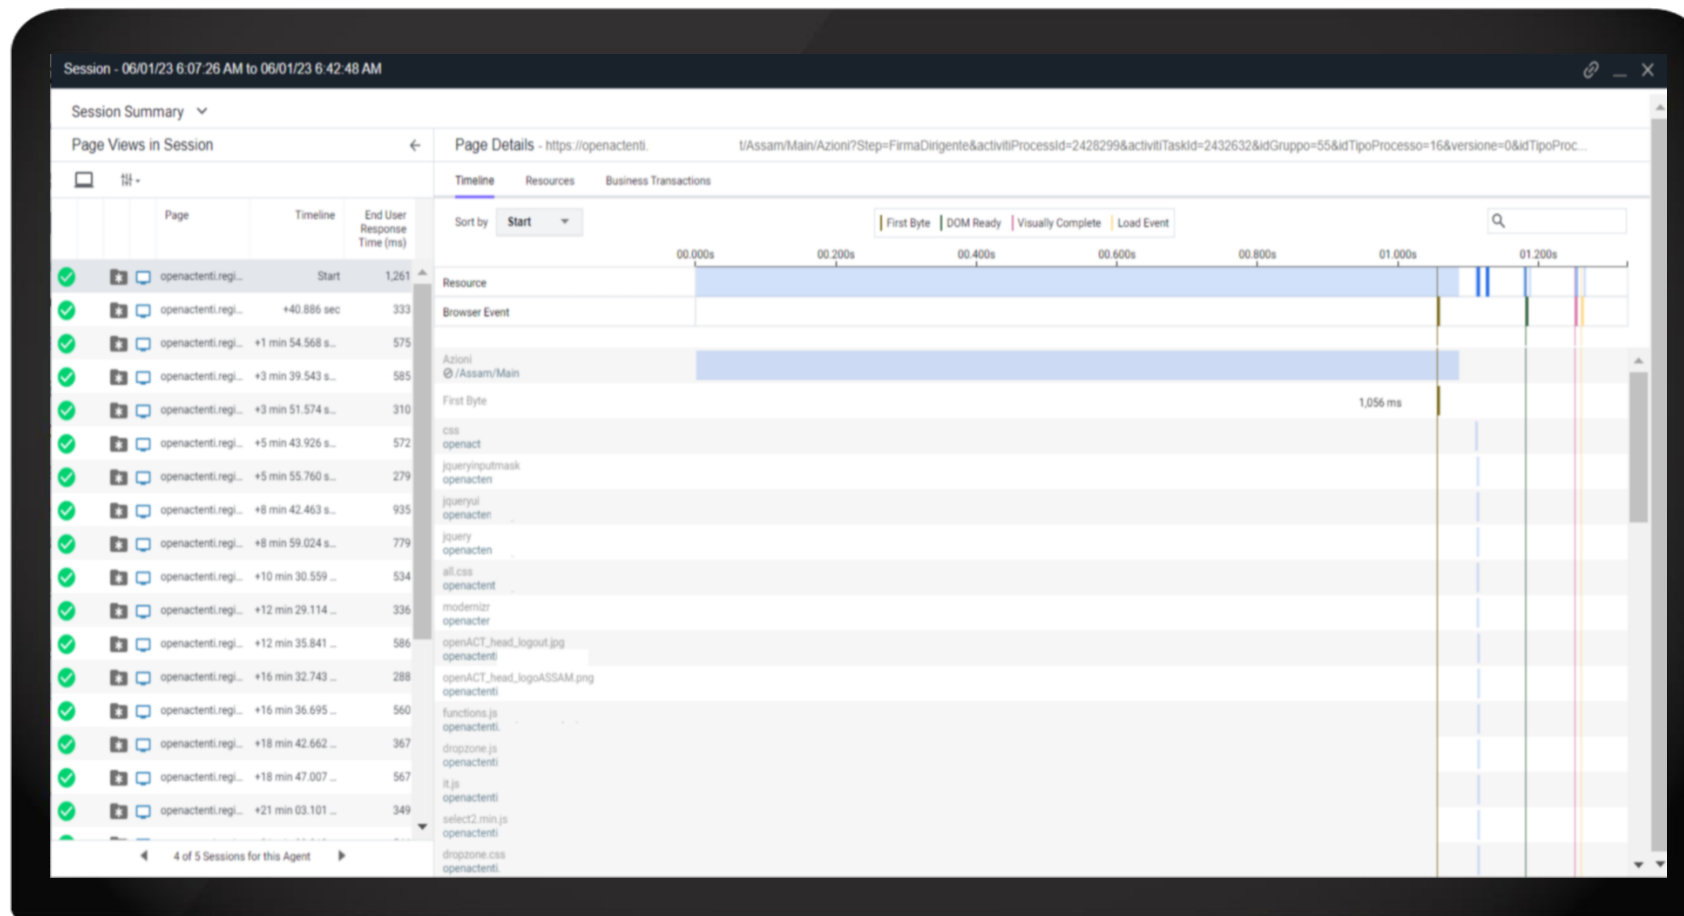 Session - 06/01/23 6:07:26 AM to 06/01/23 6:42:48 AM
Session Summary
Page Views in Session
Page Details - https://openactenti. t/Assam/Main/Azioni?Step=FirmaDirigente&activitiProcessId=2428299&activitiTaskId=2432632&idGruppo=55&idTipoProcesso=16&versione=0&idTipoProc...
Timeline Resources Business Transactions
Page Timeline End User Response Time (ms)
Sort by Start First Byte DOM Ready Visually Complete Load Event
00.000s 00.200s 00.400s 00.600s 00.800s 01.000s 01.200s
openactenti.regi... Start 1,261
openactenti.regi... +40.886 sec 333
openactenti.regi... +1 min 54.568 s... 575
openactenti.regi... +3 min 39.543 s... 585
openactenti.regi... +3 min 51.574 s... 310
openactenti.regi... +5 min 43.926 s... 572
openactenti.regi... +5 min 55.760 s... 279
openactenti.regi... +8 min 42.463 s... 935
openactenti.regi... +8 min 59.024 s... 779
openactenti.regi... +10 min 30.559 ... 534
openactenti.regi... +12 min 29.114 ... 336
openactenti.regi... +12 min 35.841 ... 586
openactenti.regi... +16 min 32.743 ... 288
openactenti.regi... +16 min 36.695 ... 560
openactenti.regi... +18 min 42.662 ... 367
openactenti.regi... +18 min 47.007 ... 567
openactenti.regi... +21 min 03.101 ... 349
4 of 5 Sessions for this Agent
Resource
Browser Event
Azioni
/Assam/Main
First Byte 1,056 ms
css
openact
jqueryinputmask
openacten
jqueryui
openacten
jquery
openacten
all.css
openactent
modernizr
openacter
openACT_head_logout.jpg
openactenti
openACT_head_logoASSAM.png
openactenti
functions.js
openactenti.
dropzone.js
openactenti
it.js
openactenti
select2.min.js
openactenti
dropzone.css
openactenti.